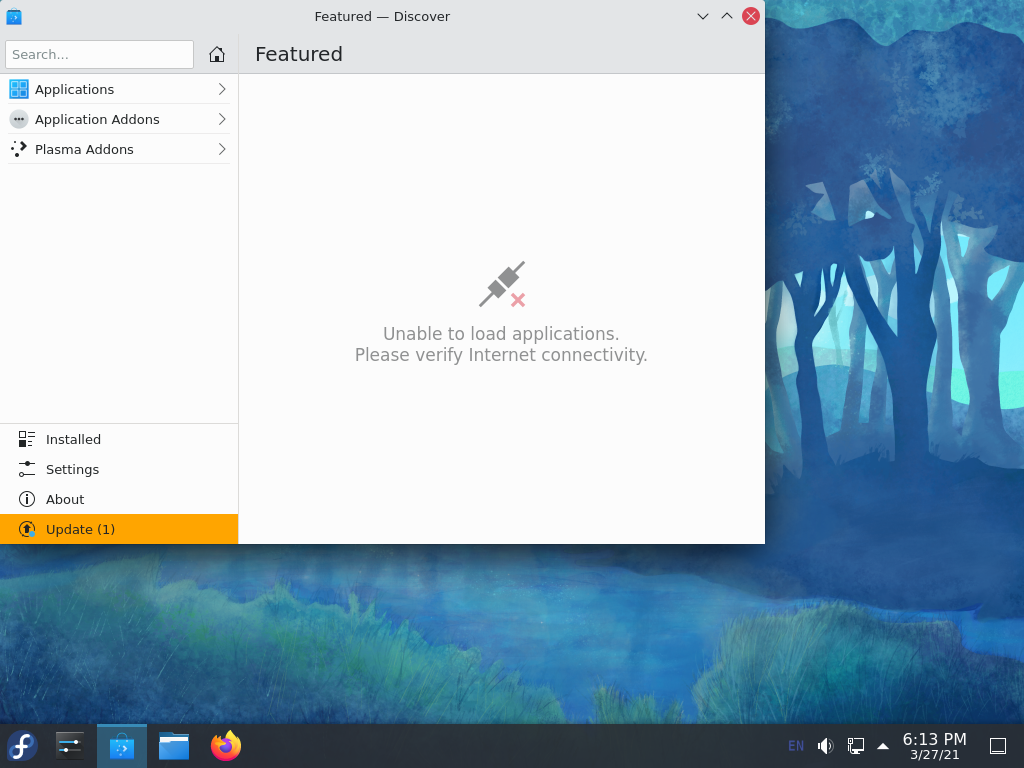 Featured — Discover
Search...
Featured
Applications
Application Addons
Plasma Addons
Unable to load applications.
Please verify Internet connectivity.
Installed
Settings
About
Update (1)
EN
6:13 PM
3/27/21